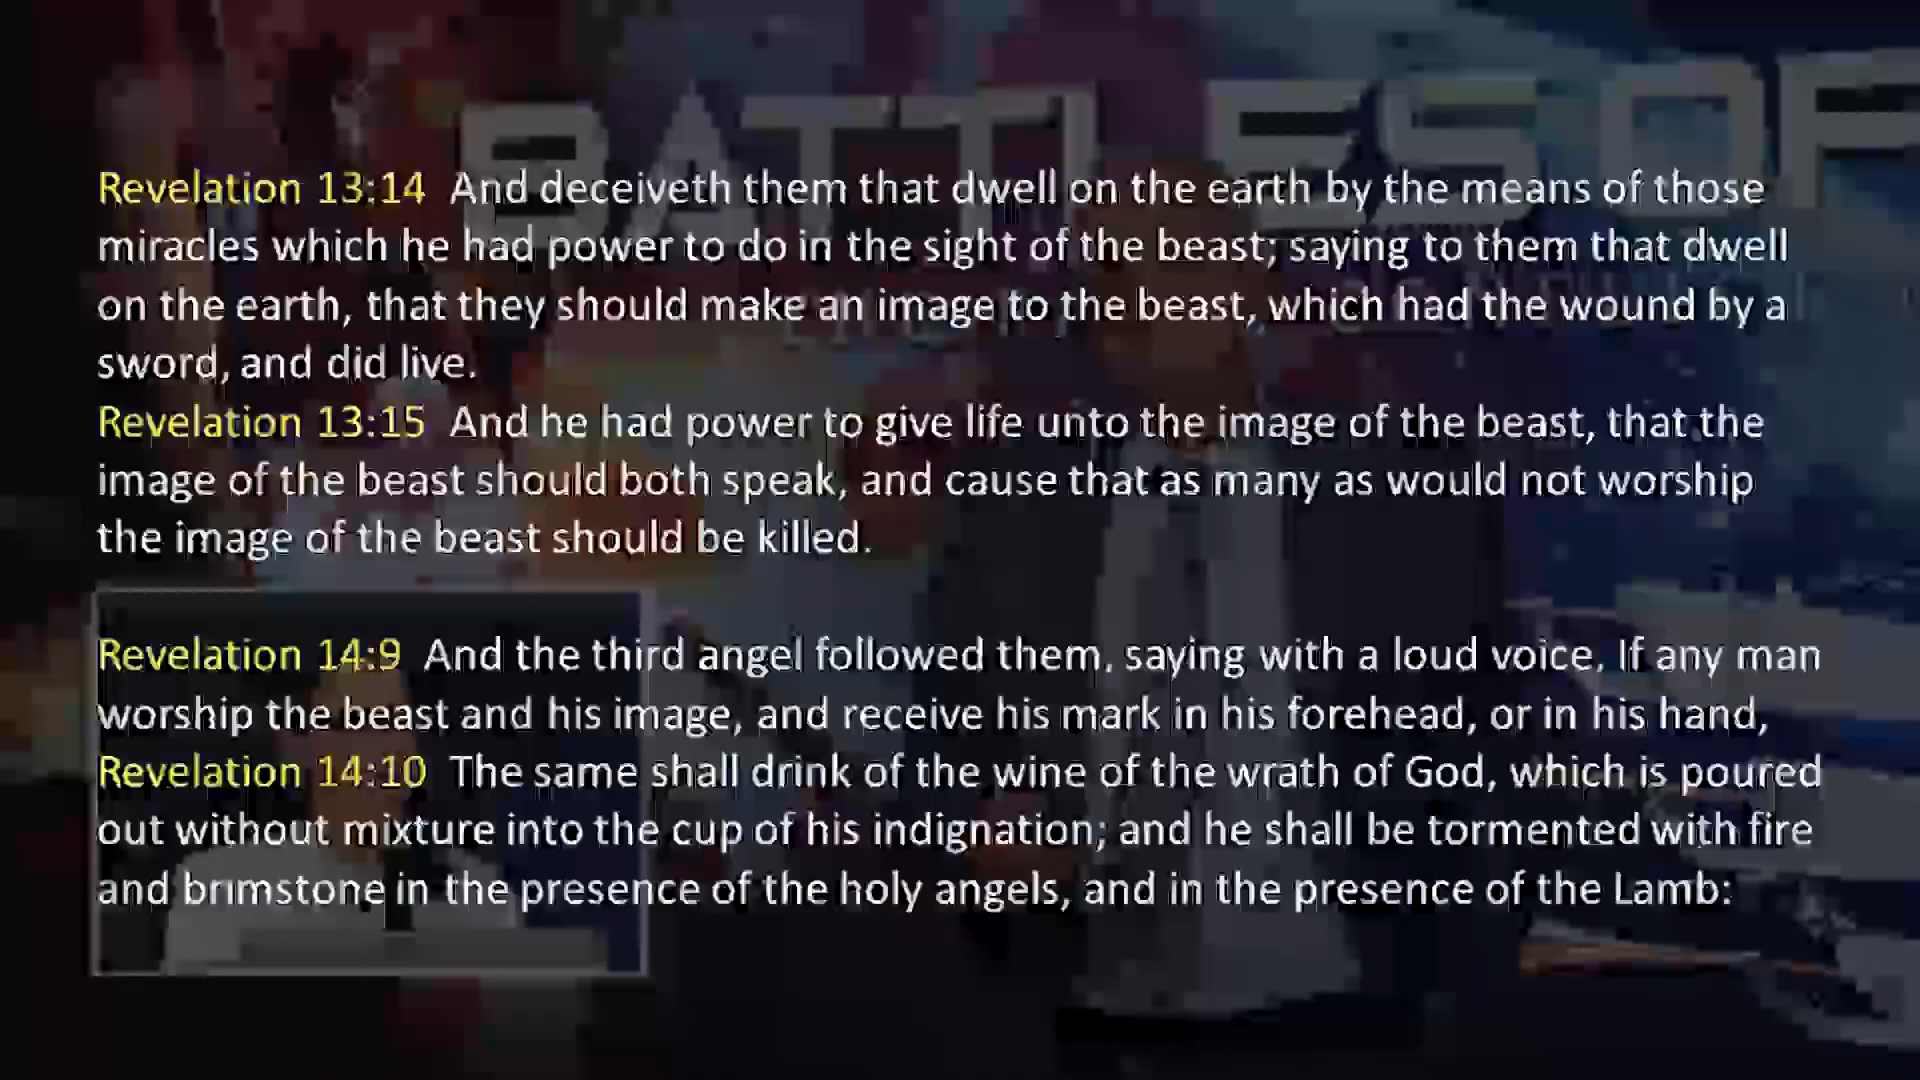 BATTLES OF
Revelation 13:14 And deceiveth them that dwell on the earth by the means of those
miracles which he had power to do in the sight of the beast; saying to them that dwell
on the earth, that they should make an image to the beast, which had the wound by a
sword, and did live.
Revelation 13:15 And he had power to give life unto the image of the beast, that the
image of the beast should both speak, and cause that as many as would not worship
the image of the beast should be killed.
Revelation 14:9 And the third angel followed them, saying with a loud voice, If any man
worship the beast and his image, and receive his mark in his forehead, or in his hand,
Revelation 14:10 The same shall drink of the wine of the wrath of God, which is poured
out without mixture into the cup of his indignation; and he shall be tormented with fire
and brimstone in the presence of the holy angels, and in the presence of the Lamb: